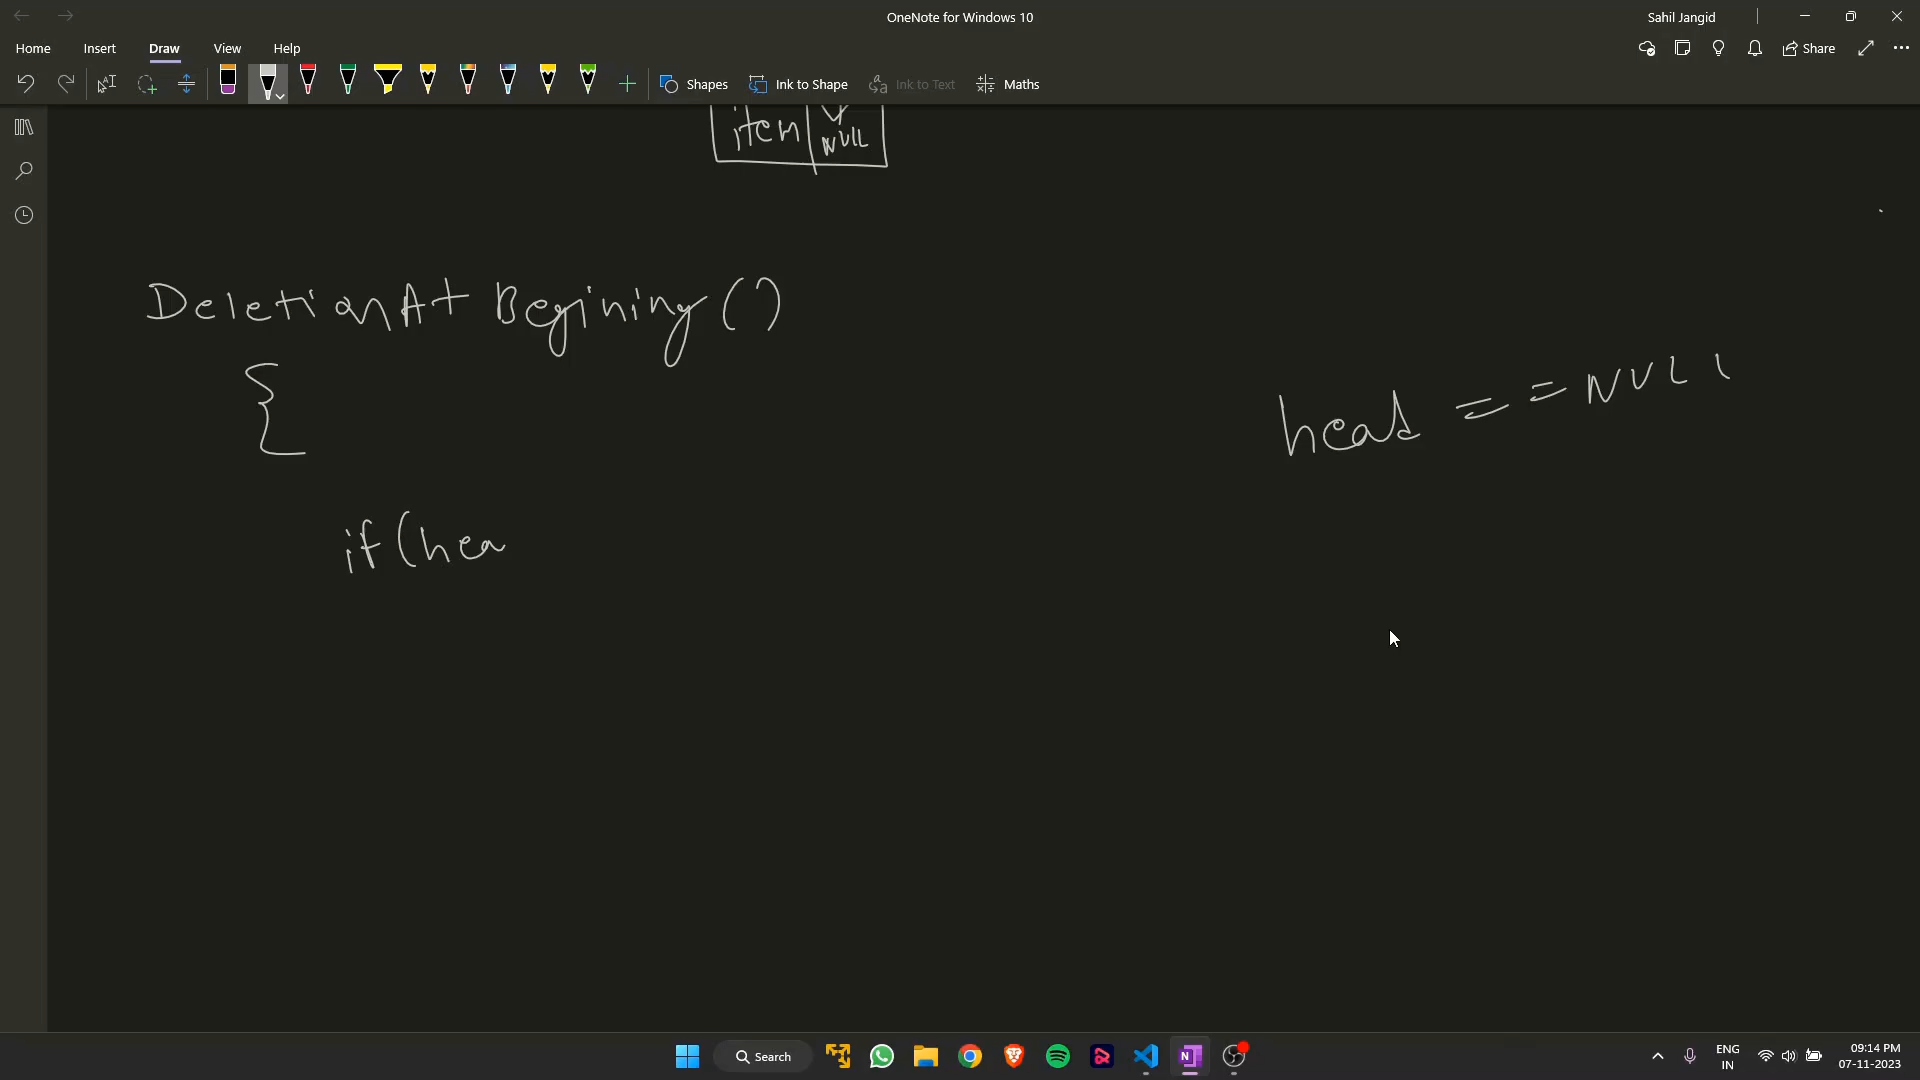 OneNote for Windows 10
Sahil Jangid
Home Insert Draw View Help
Share
Shapes Ink to Shape Ink to Text Maths
item NULL
DeletionAt Begining ()
{
head = = NULL
if (hea
Search
ENG
IN
09:14 PM
07-11-2023